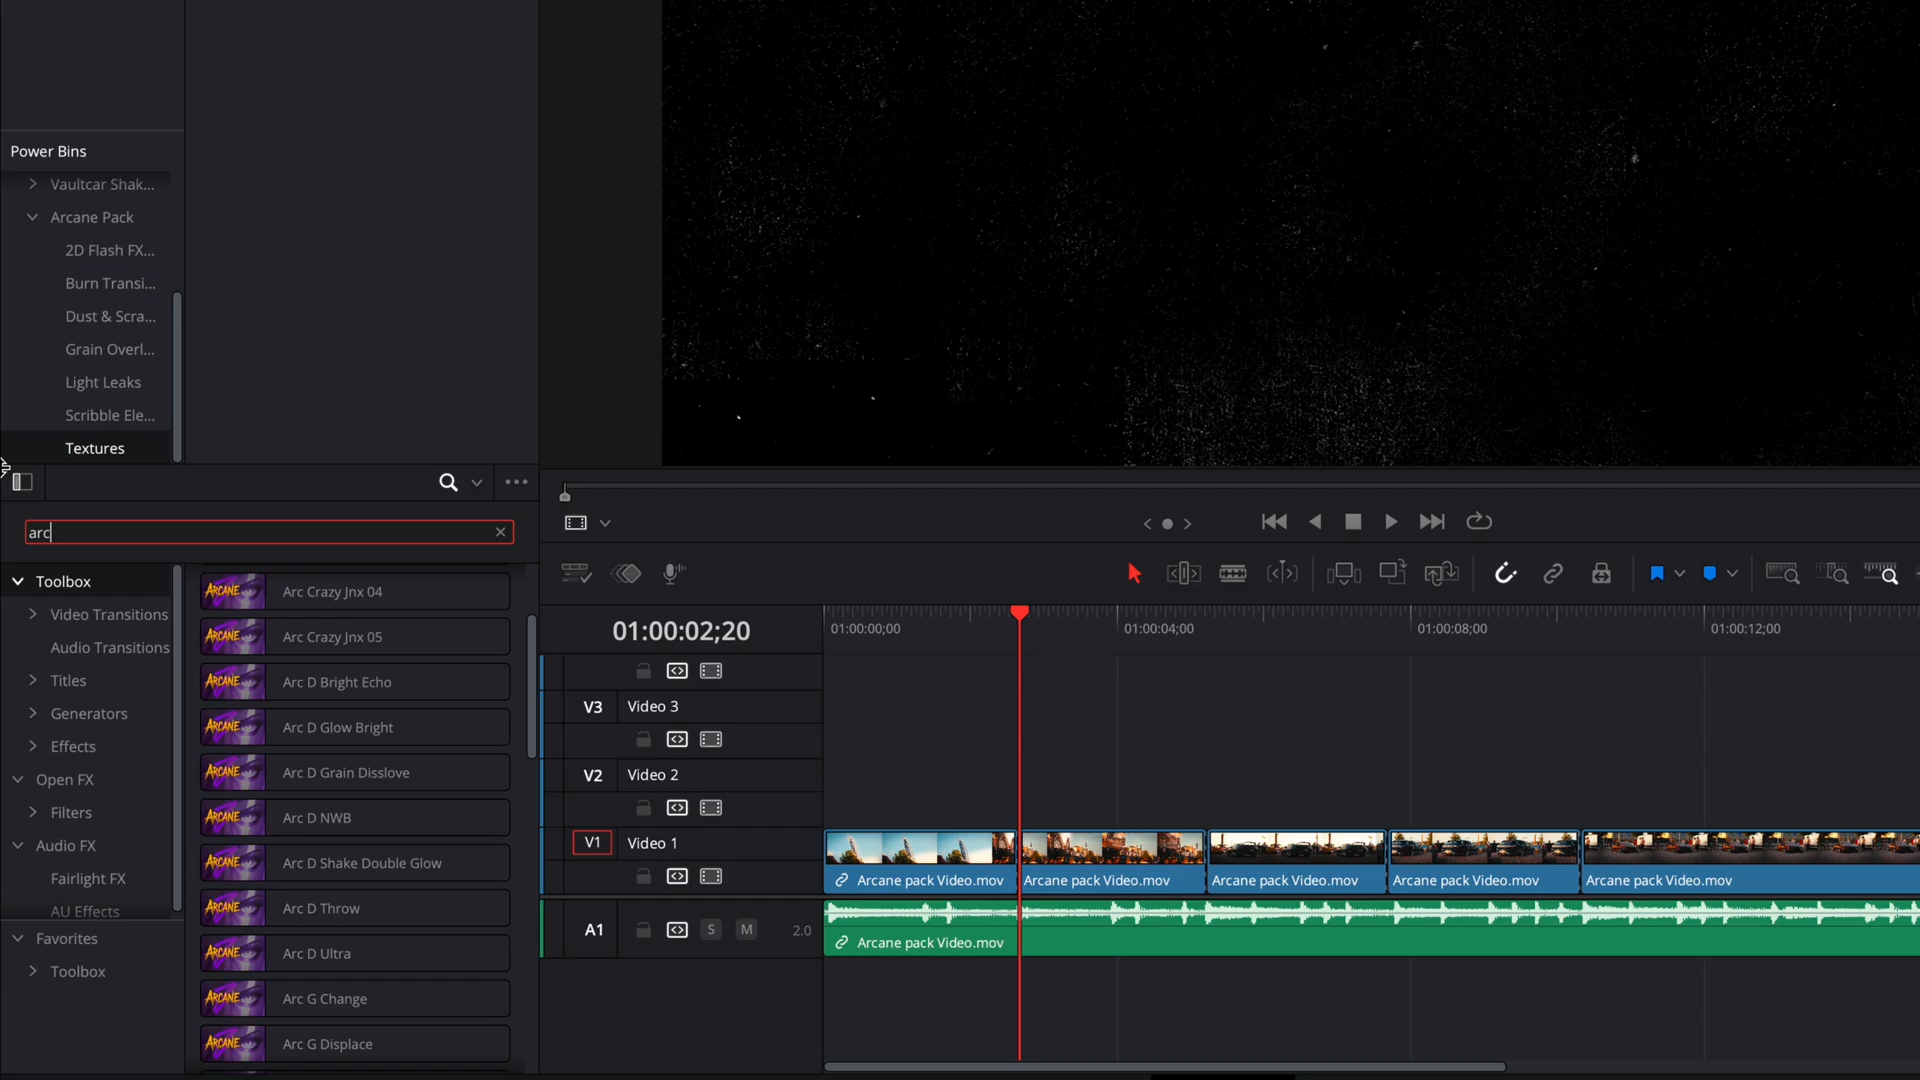 Power Bins
Vaultcar Shak...
Arcane Pack
2D Flash FX...
Burn Transi...
Dust & Scra...
Grain Overl...
Light Leaks
Scribble Ele...
Textures
arc
Toolbox
Video Transitions
Audio Transitions
Titles
Generators
Effects
Open FX
Filters
Audio FX
Fairlight FX
AU Effects
Favorites
Toolbox
ARCANE Arc Crazy Jnx 04
ARCANE Arc Crazy Jnx 05
ARCANE Arc D Bright Echo
ARCANE Arc D Glow Bright
ARCANE Arc D Grain Disslove
ARCANE Arc D NWB
ARCANE Arc D Shake Double Glow
ARCANE Arc D Throw
ARCANE Arc D Ultra
ARCANE Arc G Change
ARCANE Arc G Displace
01:00:02;20
01:00:00;00 01:00:04;00 01:00:08;00 01:00:12;00
V3 Video 3
V2 Video 2
V1 Video 1
Arcane pack Video.mov Arcane pack Video.mov Arcane pack Video.mov Arcane pack Video.mov Arcane pack Video.mov
A1 S M 2.0
Arcane pack Video.mov